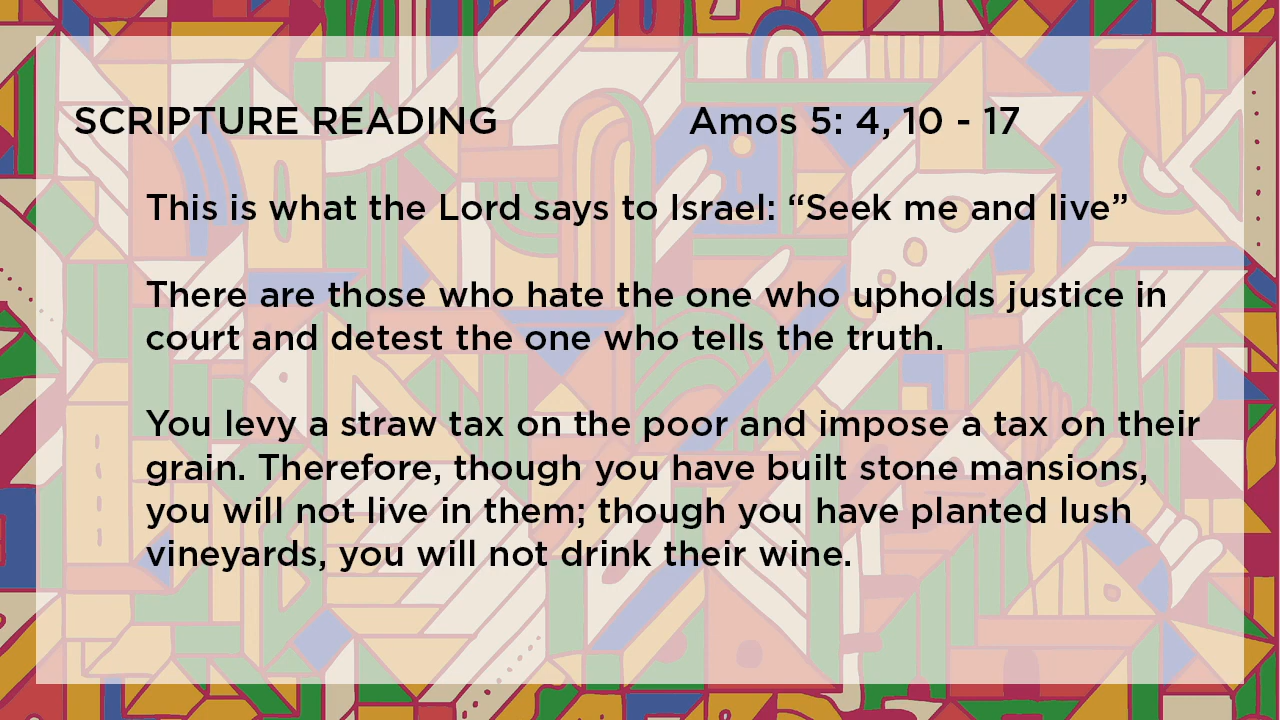 SCRIPTURE READING Amos 5: 4, 10 - 17
This is what the Lord says to Israel: “Seek me and live”
There are those who hate the one who upholds justice in
court and detest the one who tells the truth.
You levy a straw tax on the poor and impose a tax on their
grain. Therefore, though you have built stone mansions,
you will not live in them; though you have planted lush
vineyards, you will not drink their wine.